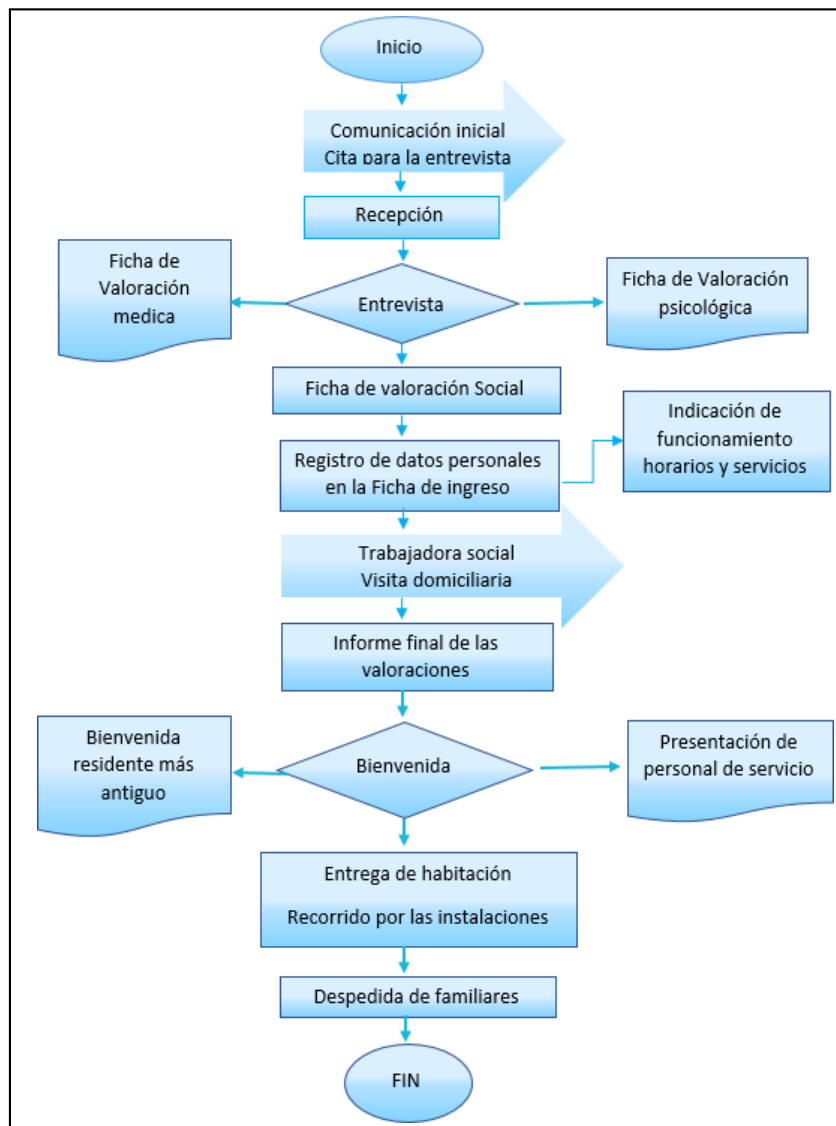 Inicio
Comunicación inicial
Cita para la entrevista
Recepción
Ficha de
Valoración
medica
Entrevista
Ficha de Valoración
psicológica
Ficha de valoración Social
Registro de datos personales
en la Ficha de ingreso
Indicación de
funcionamiento
horarios y servicios
Trabajadora social
Visita domiciliaria
Informe final de las
valoraciones
Bienvenida
residente más
antiguo
Bienvenida
Presentación de
personal de servicio
Entrega de habitación
Recorrido por las instalaciones
Despedida de familiares
FIN